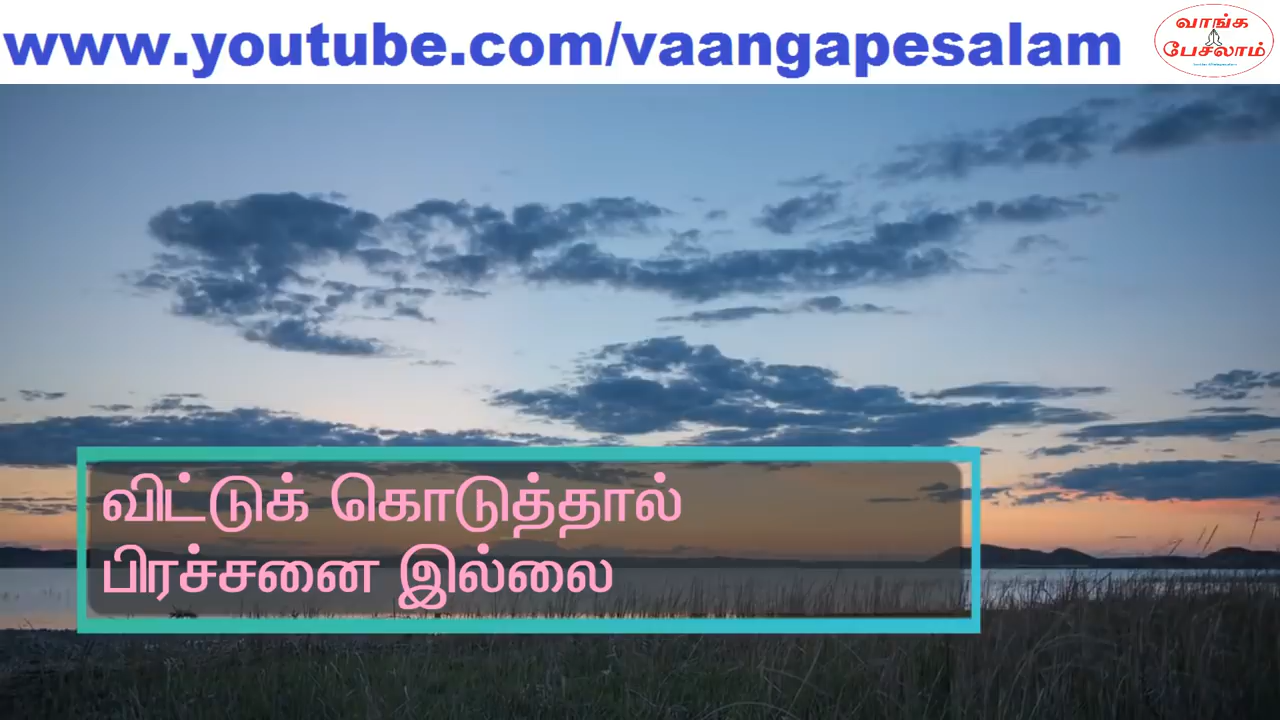 www.youtube.com/vaangapesalam
வாங்க
பேசலாம்
விட்டுக் கொடுத்தால்
பிரச்சனை இல்லை